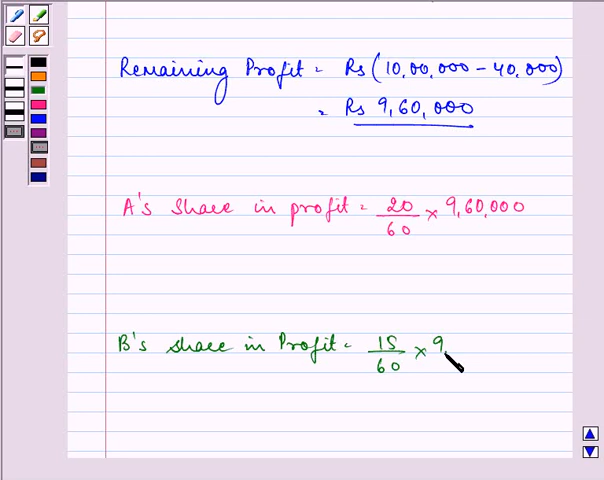 Remaining Profit = Rs (10,00,000 - 40,000)
= Rs 9,60,000
A's share in profit = 20/60 × 9,60,000
B's share in Profit = 15/60 × 9